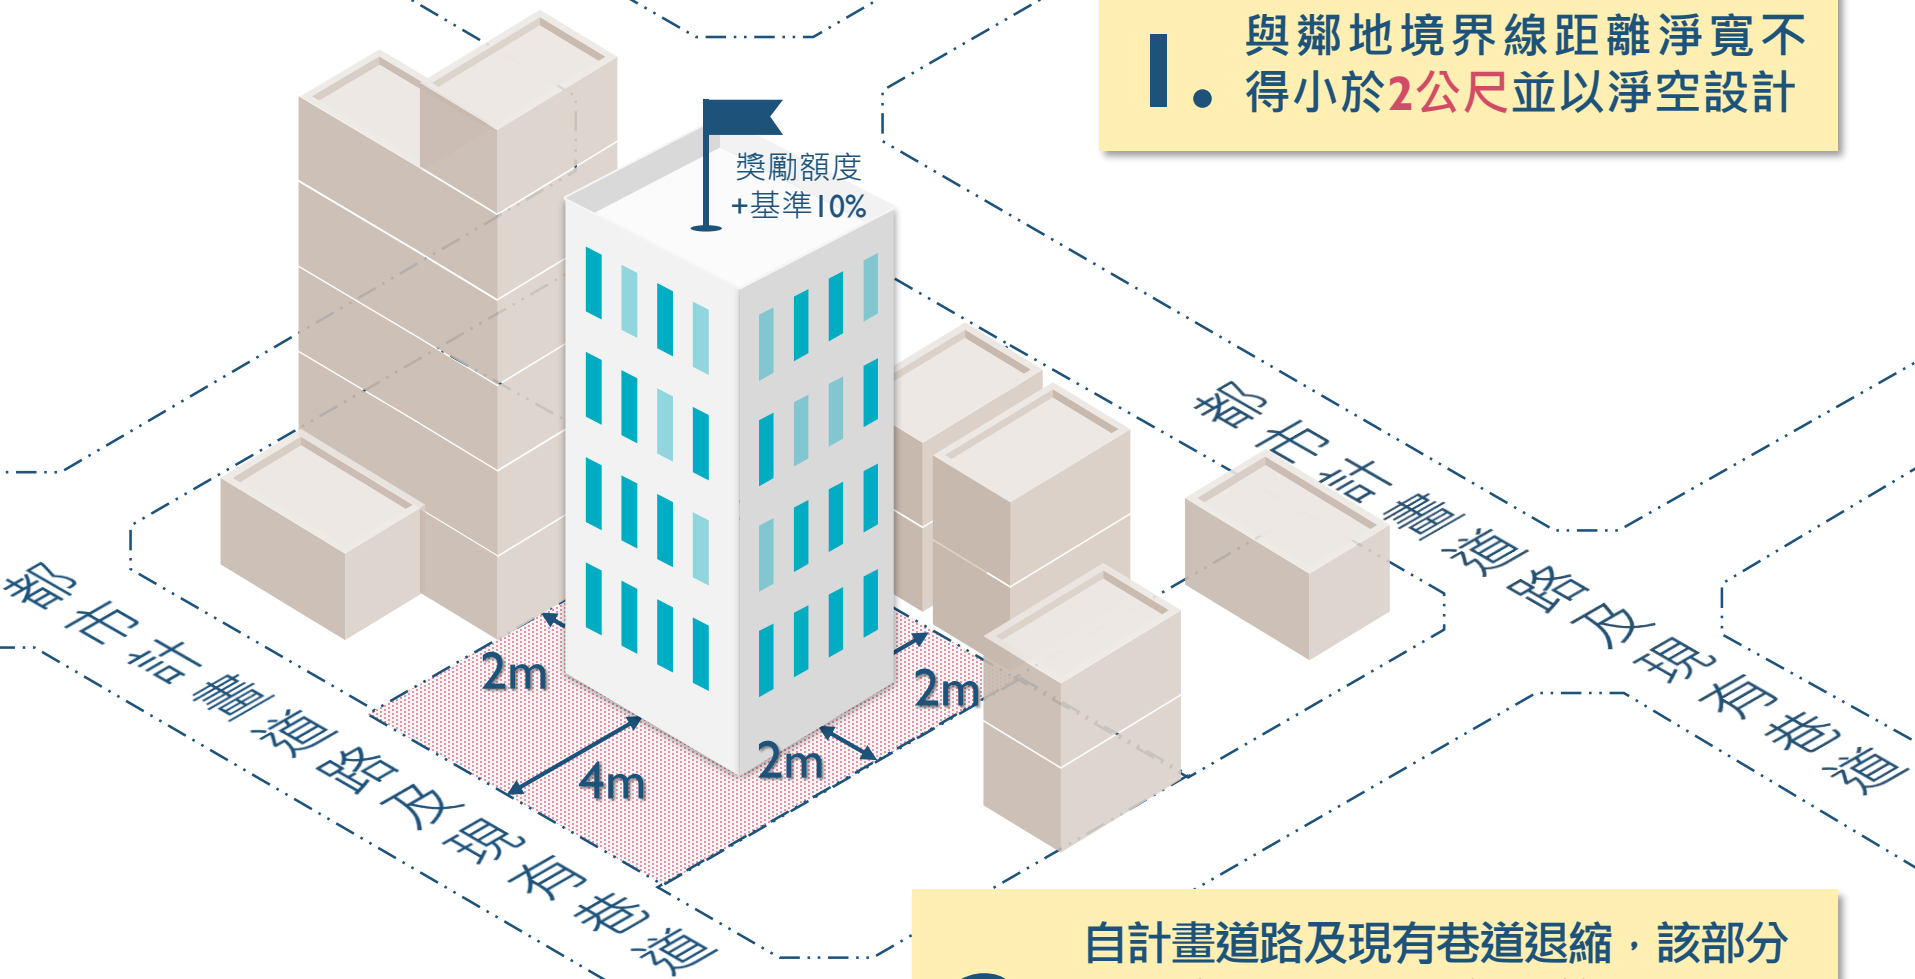 1.
與鄰地境界線距離淨寬不
得小於2公尺並以淨空設計
獎勵額度
+基準10%
都市計畫道路及現有巷道
都市計畫道路及現有巷道
2m
2m
2m
4m
自計畫道路及現有巷道退縮，該部分